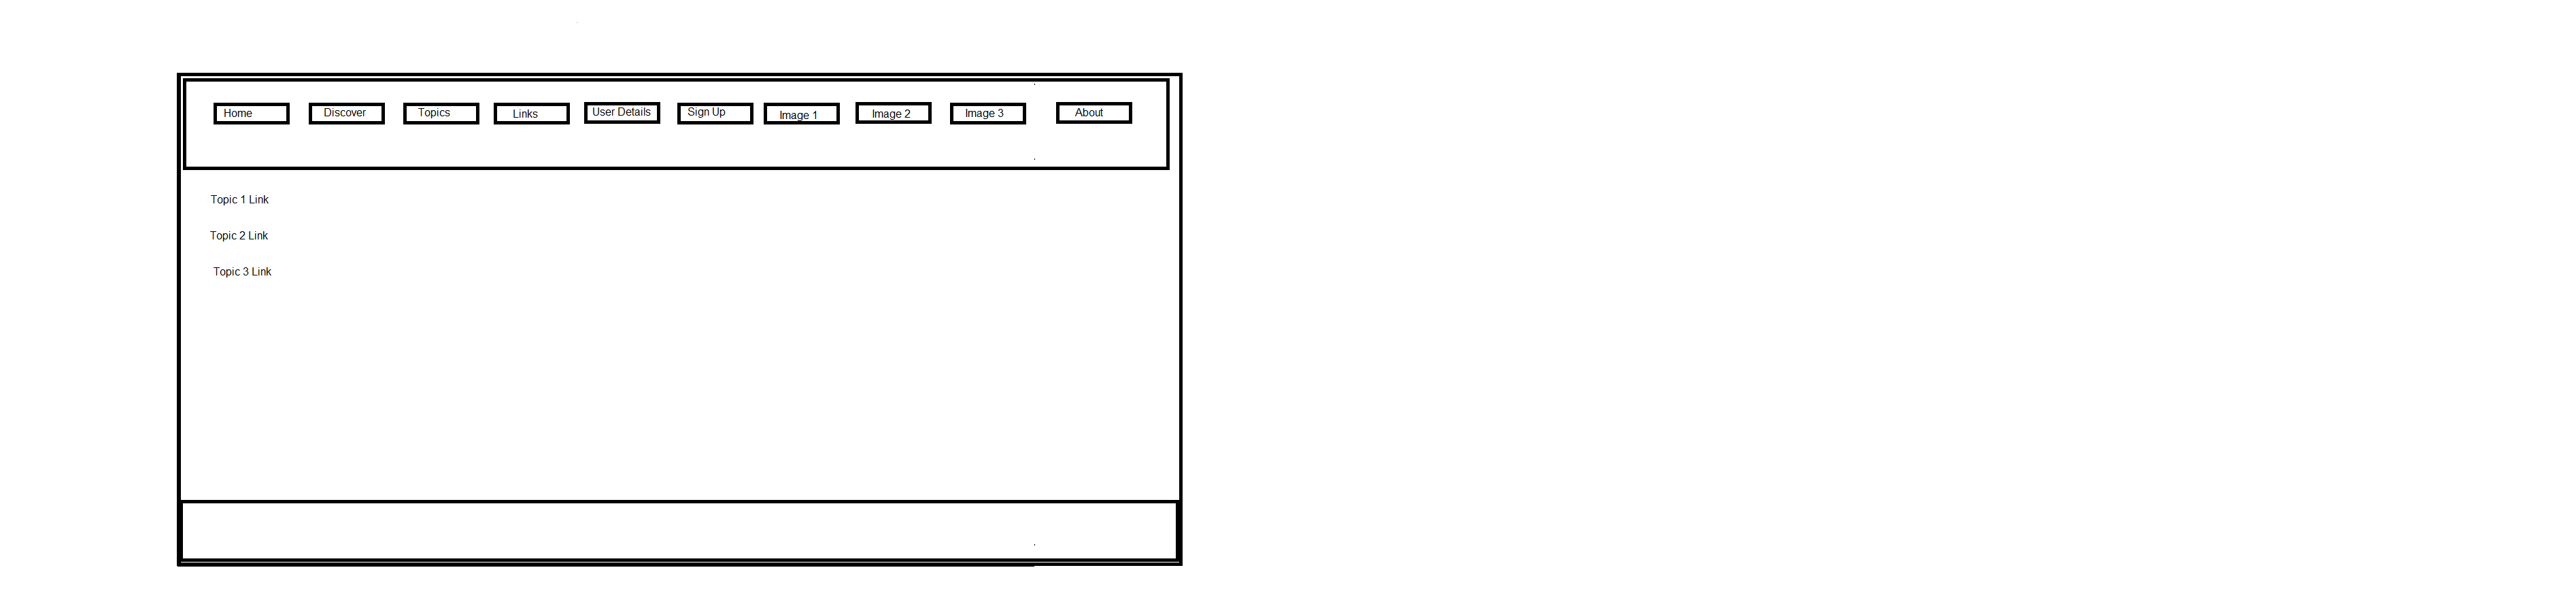 Home Discover Topics Links User Details Sign Up Image 1 Image 2 Image 3 About
Topic 1 Link
Topic 2 Link
Topic 3 Link